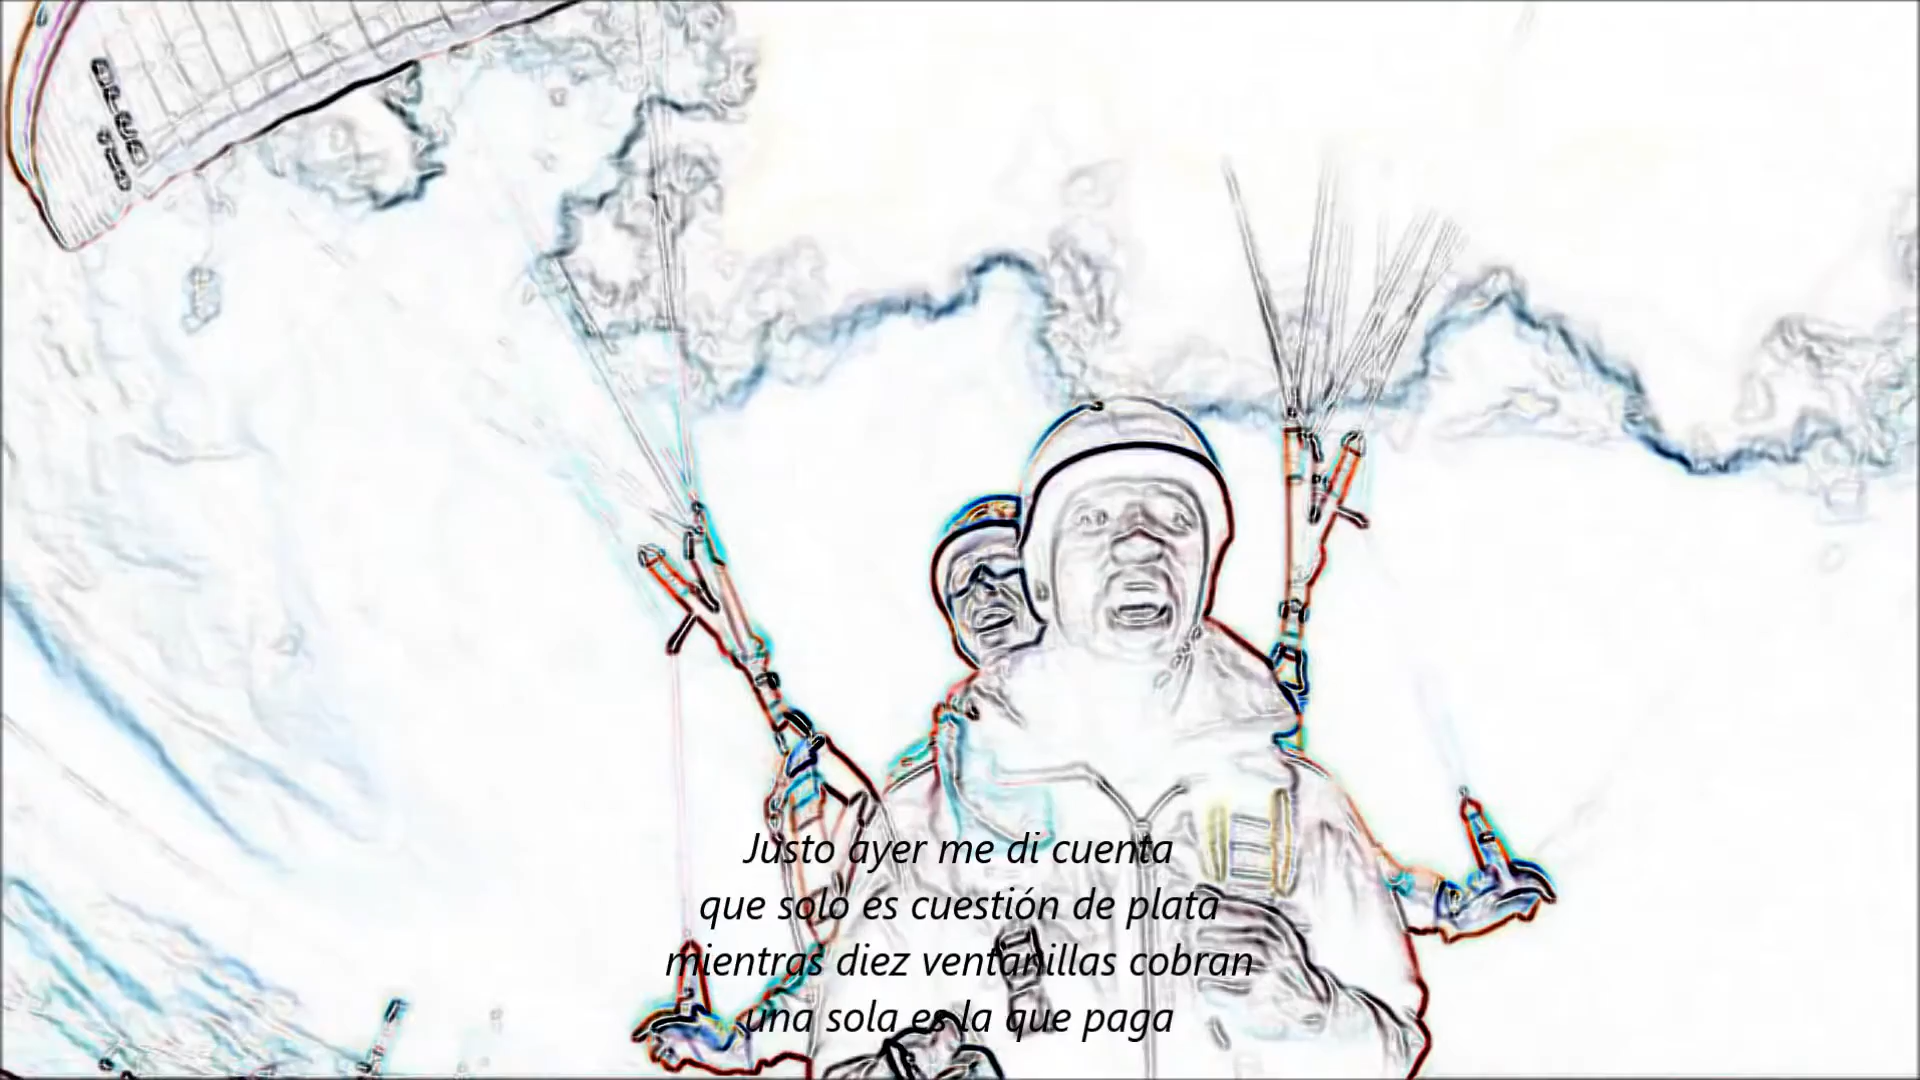 Justo ayer me di cuenta
que solo es cuestión de plata
mientras diez ventanillas cobran
una sola es la que paga